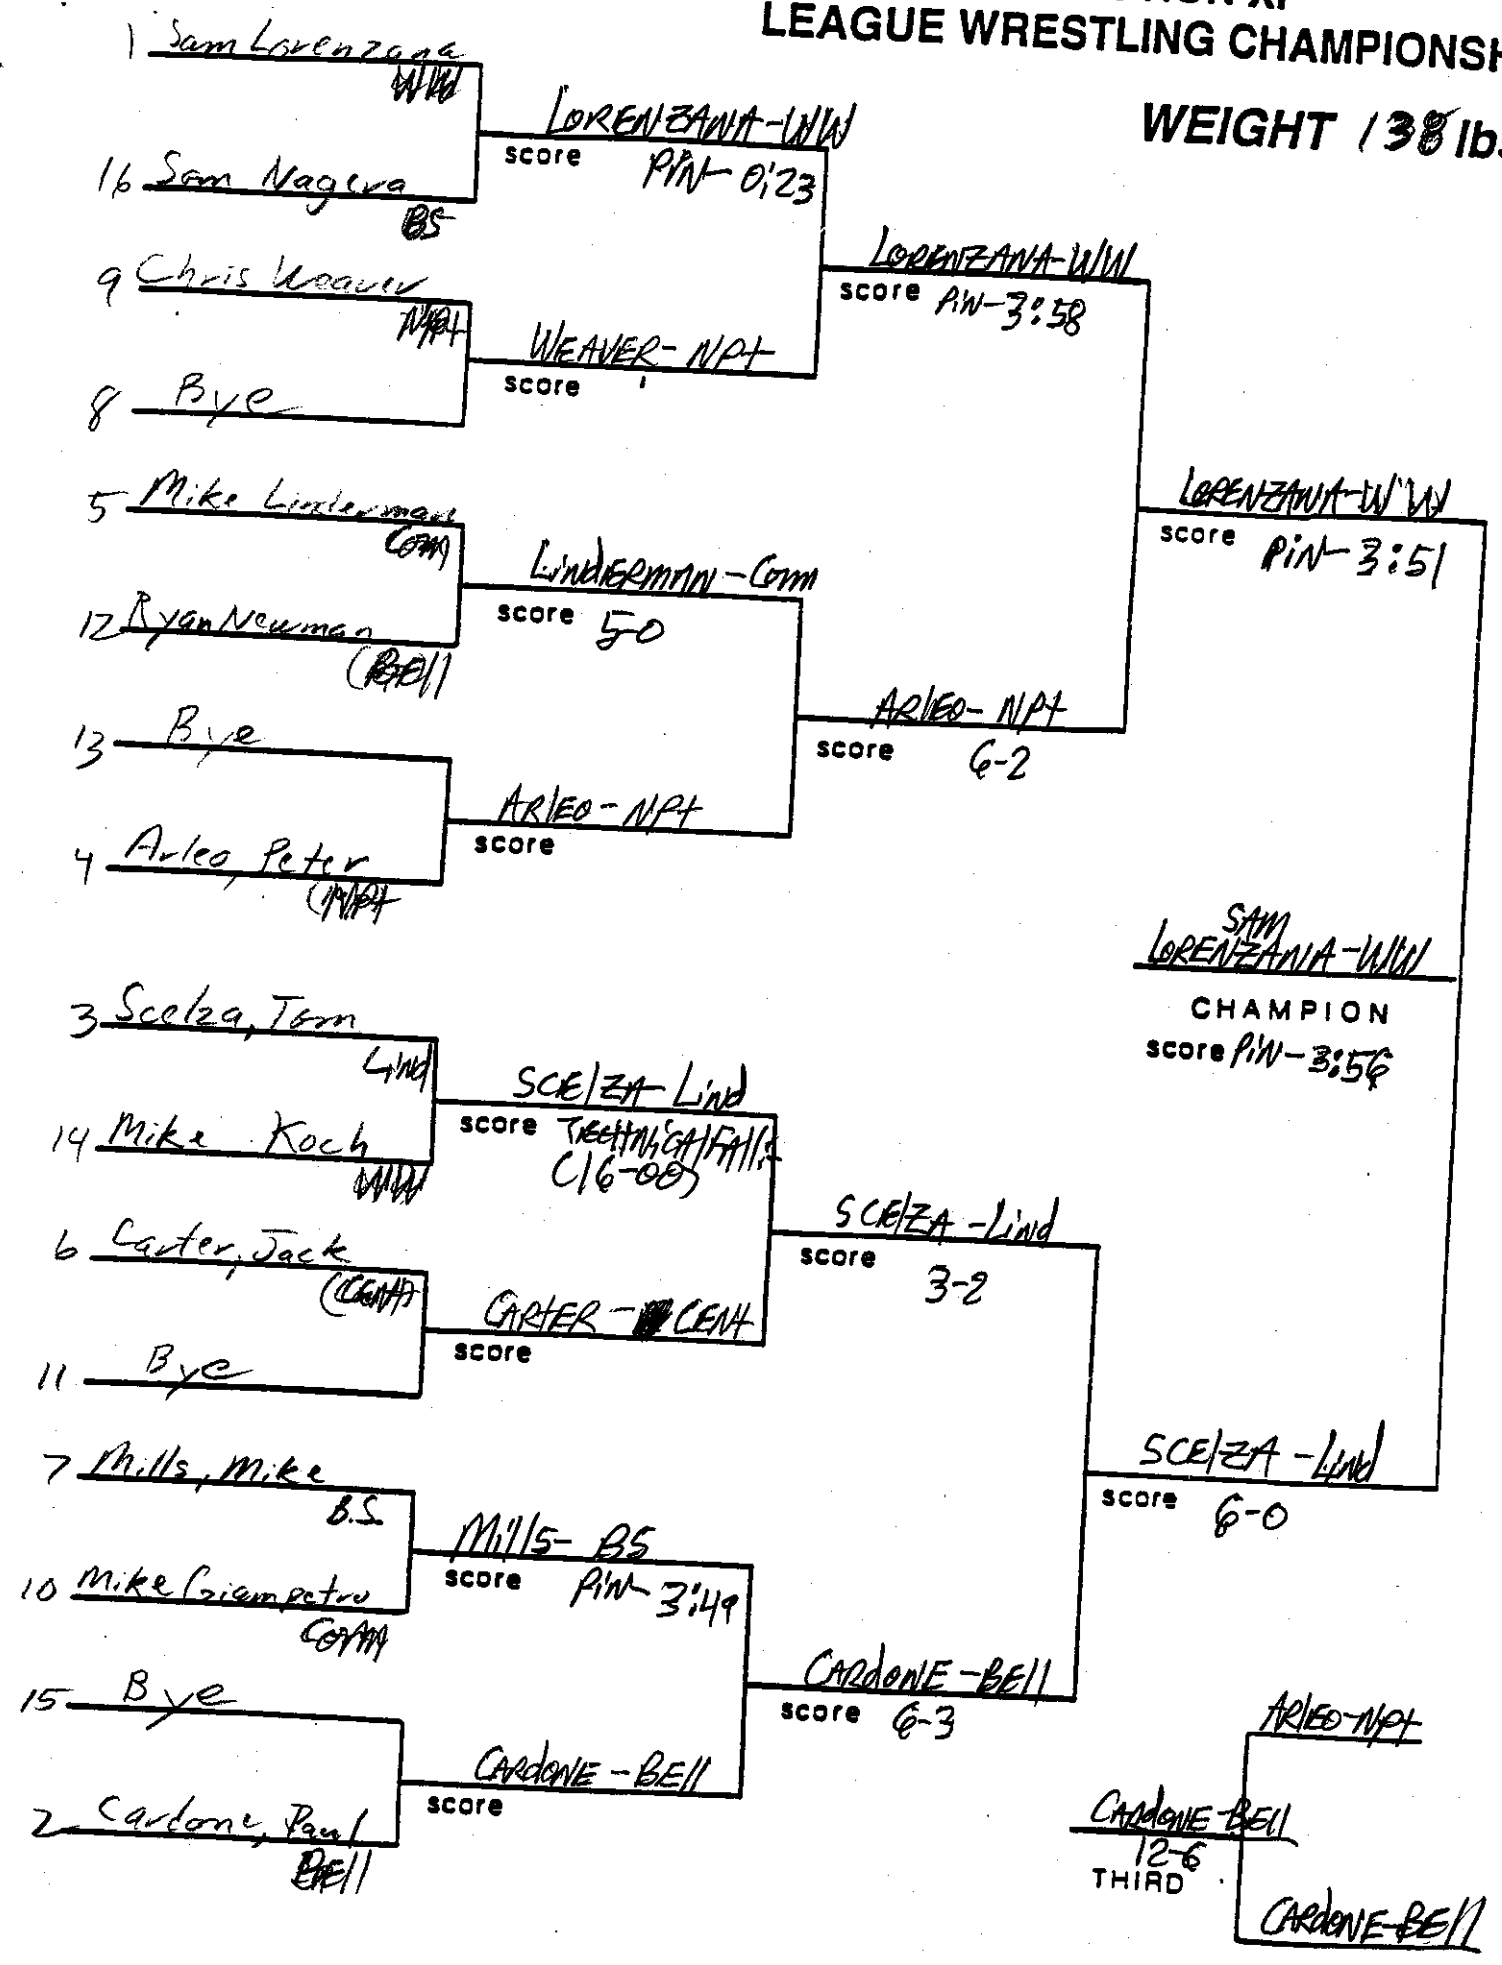 LEAGUE WRESTLING CHAMPIONSH
WEIGHT 138 lbs
1 Sam Lorenzana
WW
LORENZANA-WW
score PIN-0:23
16 Sam Nagera
BS
LORENZANA-WW
score PIN-3:58
9 Chris Weaver
NPt
WEAVER-NPt
score
8 Bye
LORENZANA-WW
score PIN-3:51
5 Mike Linderman
Com
LINDERMAN-Com
score 5-0
12 Ryan Newman
(Bell
ARlEO-NPt
score 6-2
13 Bye
ARlEO-NPt
score
4 Arleo, Peter
(NPt
SAM
LORENZANA-WW
CHAMPION
score PIN-3:56
3 Scelza, Tom
Lind
SCElZA-Lind
score TECHNICAl FAll
(16-00)
14 Mike Koch
WW
SCElZA-Lind
score 3-2
6 Carter, Jack
(Cent)
CARTER-CENt
score
11 Bye
SCElZA-Lind
score 6-0
7 Mills, Mike
B.S.
Mills-BS
score PIN-3:49
10 Mike Giampetro
Com
CARdONE-BEll
score 6-3
15 Bye
CARdONE-BEll
score
2 Cardone, Paul
BEll
ARlEO-NPt
CARdONE-BEll
12-6
THIRD
CARdONE-BEll